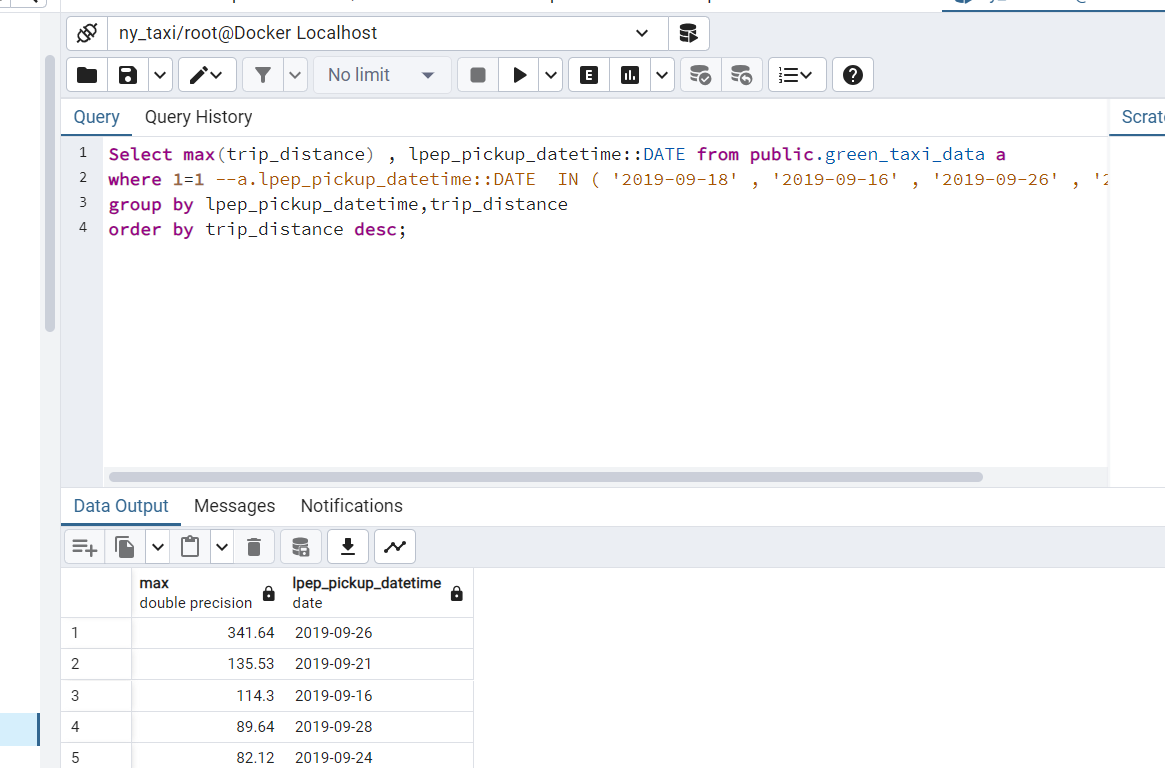 ny_taxi/root@Docker Localhost
No limit
E
Query Query History
1 Select max(trip_distance) , lpep_pickup_datetime::DATE from public.green_taxi_data a
2 where 1=1 --a.lpep_pickup_datetime::DATE IN ( '2019-09-18' , '2019-09-16' , '2019-09-26' , '2
3 group by lpep_pickup_datetime,trip_distance
4 order by trip_distance desc;
Data Output Messages Notifications
max lpep_pickup_datetime
double precision date
1 341.64 2019-09-26
2 135.53 2019-09-21
3 114.3 2019-09-16
4 89.64 2019-09-28
5 82.12 2019-09-24